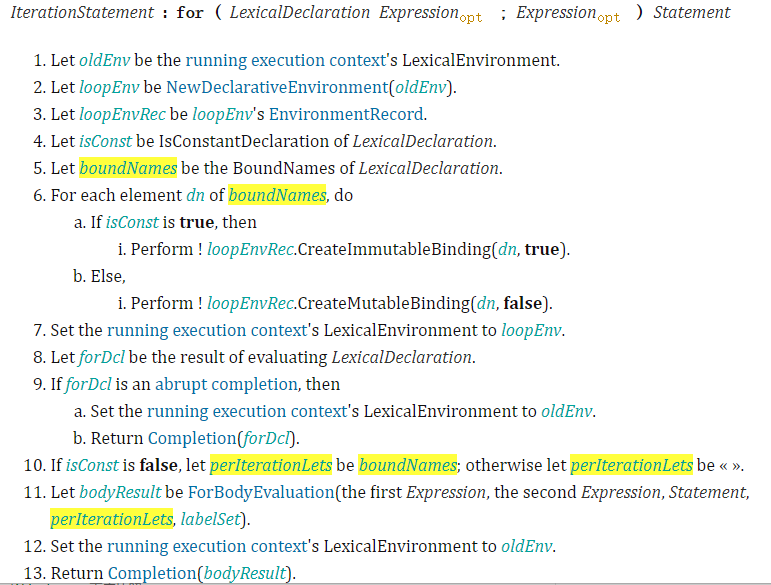 IterationStatement : for ( LexicalDeclaration Expressionopt ; Expressionopt ) Statement
1. Let oldEnv be the running execution context's LexicalEnvironment.
2. Let loopEnv be NewDeclarativeEnvironment(oldEnv).
3. Let loopEnvRec be loopEnv's EnvironmentRecord.
4. Let isConst be IsConstantDeclaration of LexicalDeclaration.
5. Let boundNames be the BoundNames of LexicalDeclaration.
6. For each element dn of boundNames, do
a. If isConst is true, then
i. Perform ! loopEnvRec.CreateImmutableBinding(dn, true).
b. Else,
i. Perform ! loopEnvRec.CreateMutableBinding(dn, false).
7. Set the running execution context's LexicalEnvironment to loopEnv.
8. Let forDcl be the result of evaluating LexicalDeclaration.
9. If forDcl is an abrupt completion, then
a. Set the running execution context's LexicalEnvironment to oldEnv.
b. Return Completion(forDcl).
10. If isConst is false, let perIterationLets be boundNames; otherwise let perIterationLets be « ».
11. Let bodyResult be ForBodyEvaluation(the first Expression, the second Expression, Statement,
perIterationLets, labelSet).
12. Set the running execution context's LexicalEnvironment to oldEnv.
13. Return Completion(bodyResult).